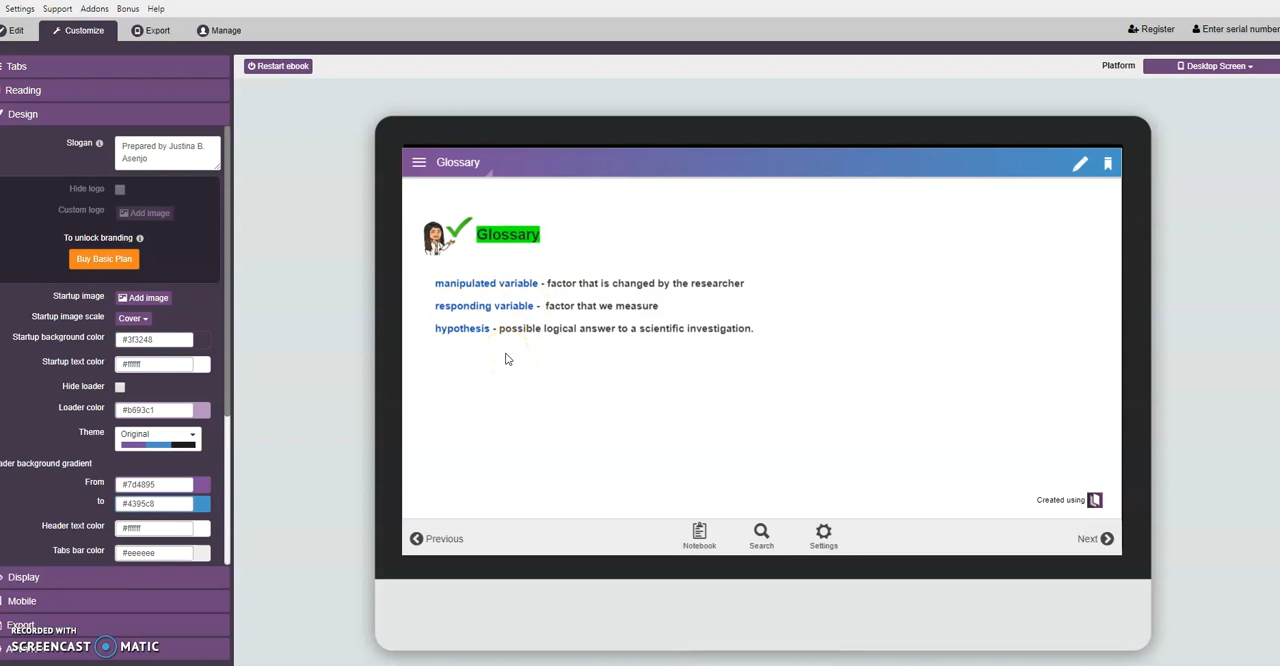 Settings Support Addons Bonus Help
Edit Customize Export Manage
Register Enter serial number
Tabs
Restart ebook
Platform Desktop Screen
Reading
Design
Slogan
Prepared by Justina B.
Asenjo
Hide logo
Custom logo Add image
To unlock branding
Buy Basic Plan
Startup image Add image
Startup image scale Cover
Startup background color #3f3248
Startup text color #ffffff
Hide loader
Loader color #b693c1
Theme Original
ader background gradient
From #7d4895
to #4395c8
Header text color #ffffff
Tabs bar color #eeeeee
Display
Mobile
Export
RECORDED WITH
SCREENCAST MATIC
Glossary
Glossary
manipulated variable - factor that is changed by the researcher
responding variable - factor that we measure
hypothesis - possible logical answer to a scientific investigation.
Created using
Previous Notebook Search Settings Next